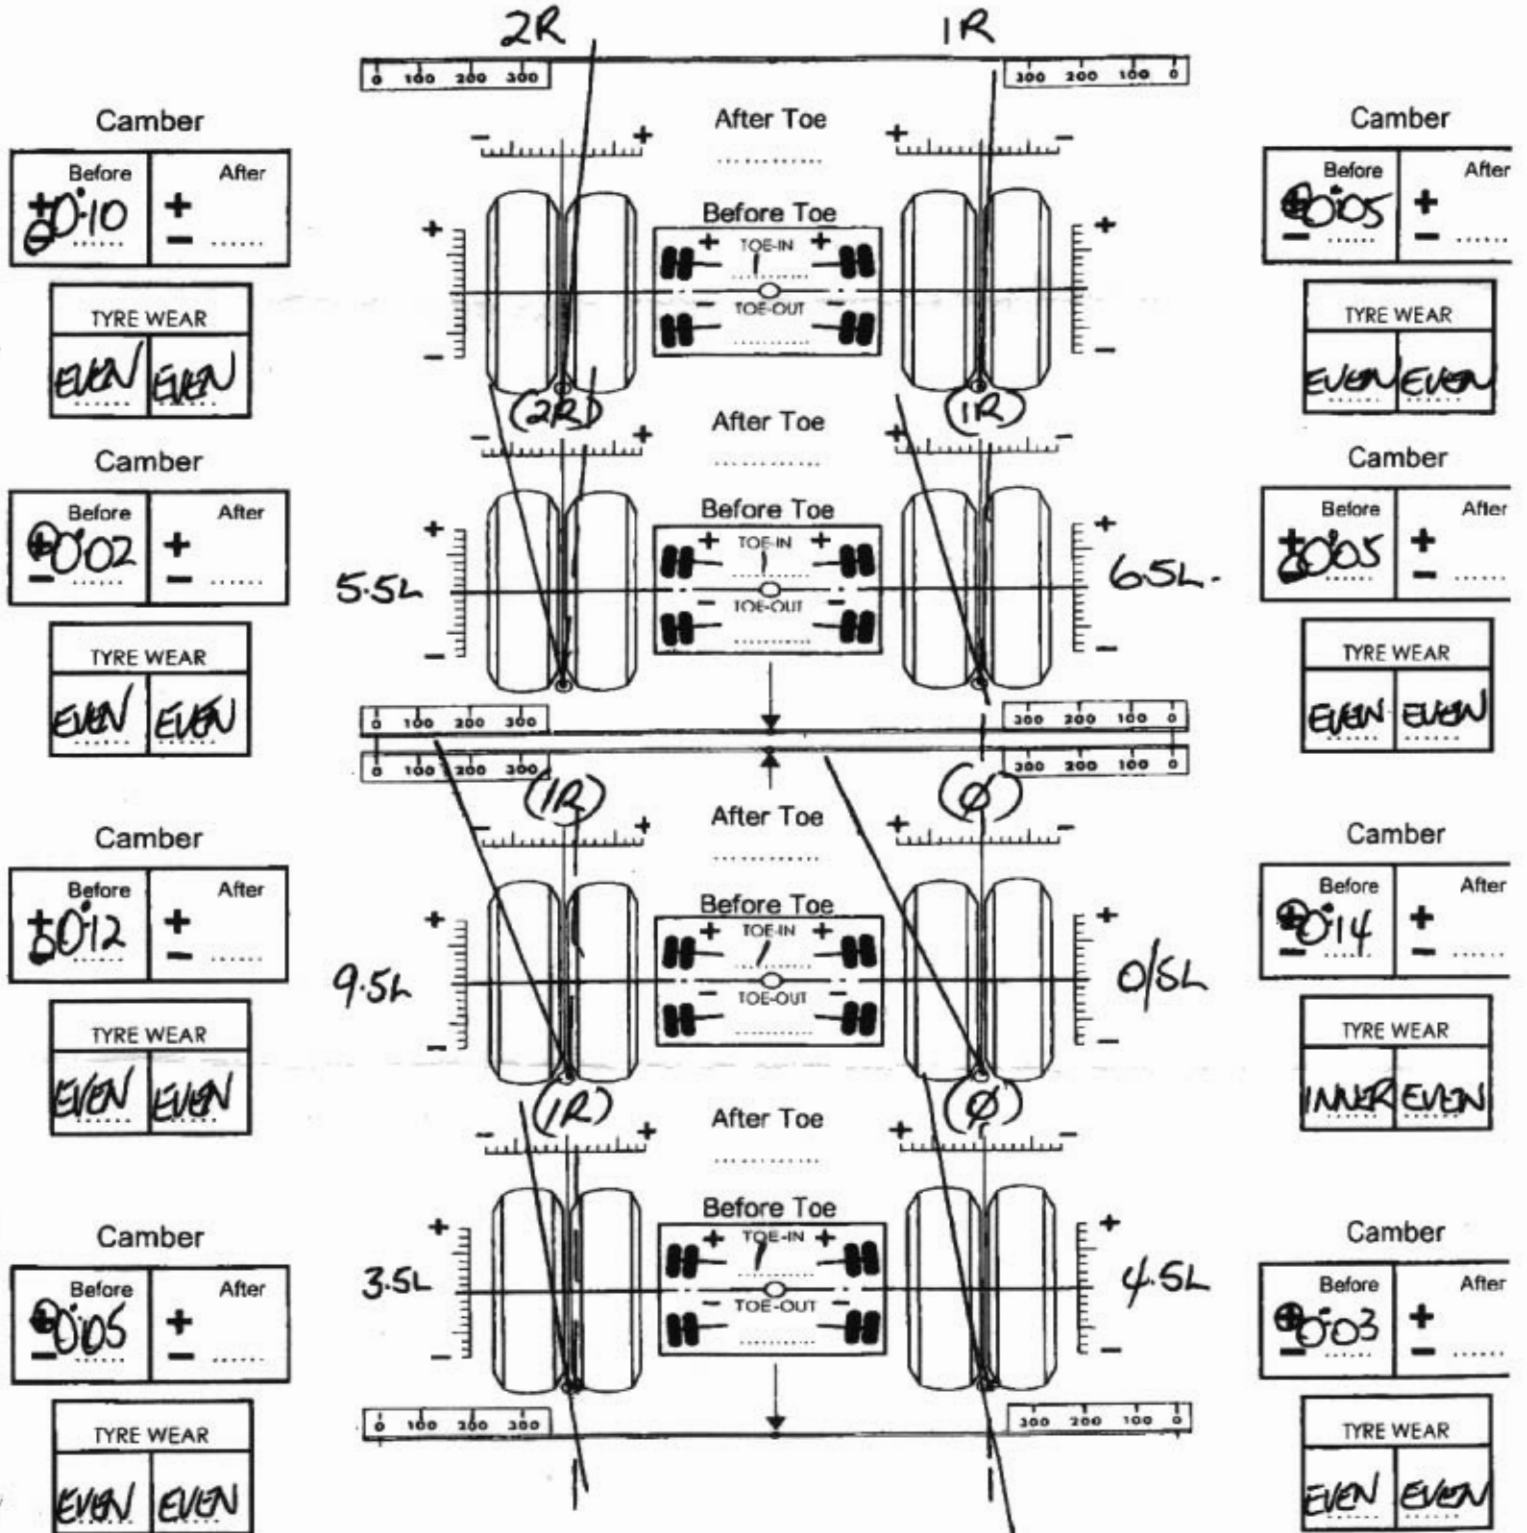 2R 1R
0 100 200 300 300 200 100 0
Camber After Toe Camber
Before After Before After
+ - 0:10 + - + - 0:05 + -
Before Toe
+ TOE-IN +
1
- TOE-OUT -
TYRE WEAR TYRE WEAR
EVEN EVEN EVEN EVEN
(2R) (1R)
Camber After Toe Camber
Before After Before After
+ - 0:02 + - + - 0:05 + -
Before Toe
+ TOE-IN +
1
5.5L 6.5L-
- TOE-OUT -
TYRE WEAR TYRE WEAR
EVEN EVEN EVEN EVEN
0 100 200 300 300 200 100 0
0 100 200 300 300 200 100 0
(1R) (Ø)
Camber After Toe Camber
Before After Before After
+ - 0:12 + - + - 0:14 + -
Before Toe
+ TOE-IN +
1
9.5L 0/5L
- TOE-OUT -
TYRE WEAR TYRE WEAR
EVEN EVEN INNER EVEN
(1R) (Ø)
After Toe
Camber Before Toe Camber
Before After Before After
+ - 0:05 + - + - 0:03 + -
+ TOE-IN +
1
3.5L 4.5L
- TOE-OUT -
0 100 200 300 300 200 100 0
TYRE WEAR TYRE WEAR
EVEN EVEN EVEN EVEN